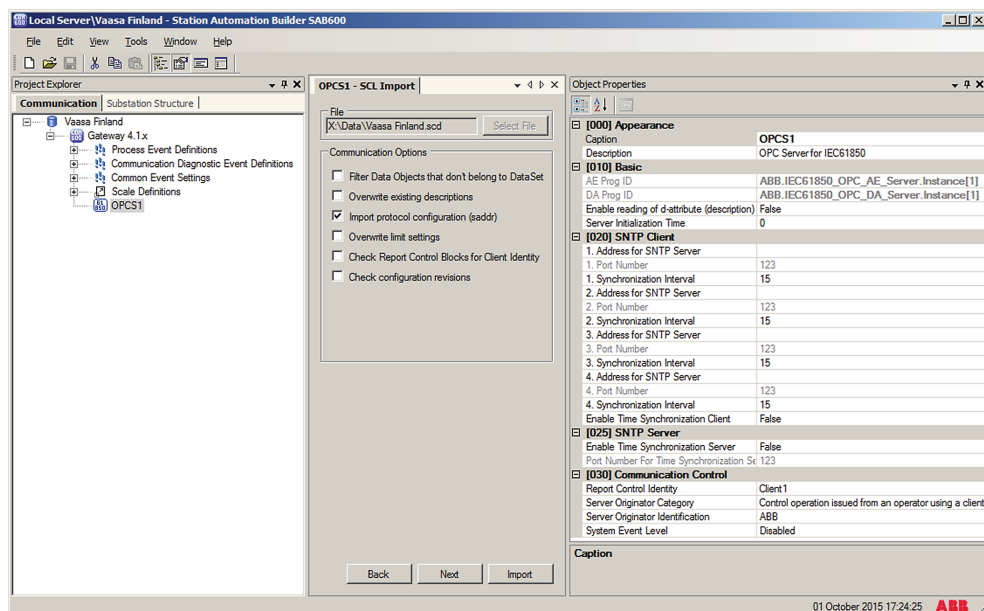 Local Server\Vaasa Finland - Station Automation Builder SAB600
File Edit View Tools Window Help
Project Explorer
Communication Substation Structure
Vaasa Finland
Gateway 4.1.x
Process Event Definitions
Communication Diagnostic Event Definitions
Common Event Settings
Scale Definitions
OPCS1
OPCS1 - SCL Import
File
X:\Data\Vaasa Finland.scd Select File
Communication Options
Filter Data Objects that don't belong to DataSet
Overwrite existing descriptions
Import protocol configuration (saddr)
Overwrite limit settings
Check Report Control Blocks for Client Identity
Check configuration revisions
Back Next Import
Object Properties
[000] Appearance
Caption OPCS1
Description OPC Server for IEC61850
[010] Basic
AE Prog ID ABB.IEC61850_OPC_AE_Server.Instance[1]
DA Prog ID ABB.IEC61850_OPC_DA_Server.Instance[1]
Enable reading of d-attribute (description) False
Server Initialization Time 0
[020] SNTP Client
1. Address for SNTP Server
1. Port Number 123
1. Synchronization Interval 15
2. Address for SNTP Server
2. Port Number 123
2. Synchronization Interval 15
3. Address for SNTP Server
3. Port Number 123
3. Synchronization Interval 15
4. Address for SNTP Server
4. Port Number 123
4. Synchronization Interval 15
Enable Time Synchronization Client False
[025] SNTP Server
Enable Time Synchronization Server False
Port Number For Time Synchronization Se 123
[030] Communication Control
Report Control Identity Client1
Server Originator Category Control operation issued from an operator using a client
Server Originator Identification ABB
System Event Level Disabled
Caption
01 October 2015 17:24:25 ABB